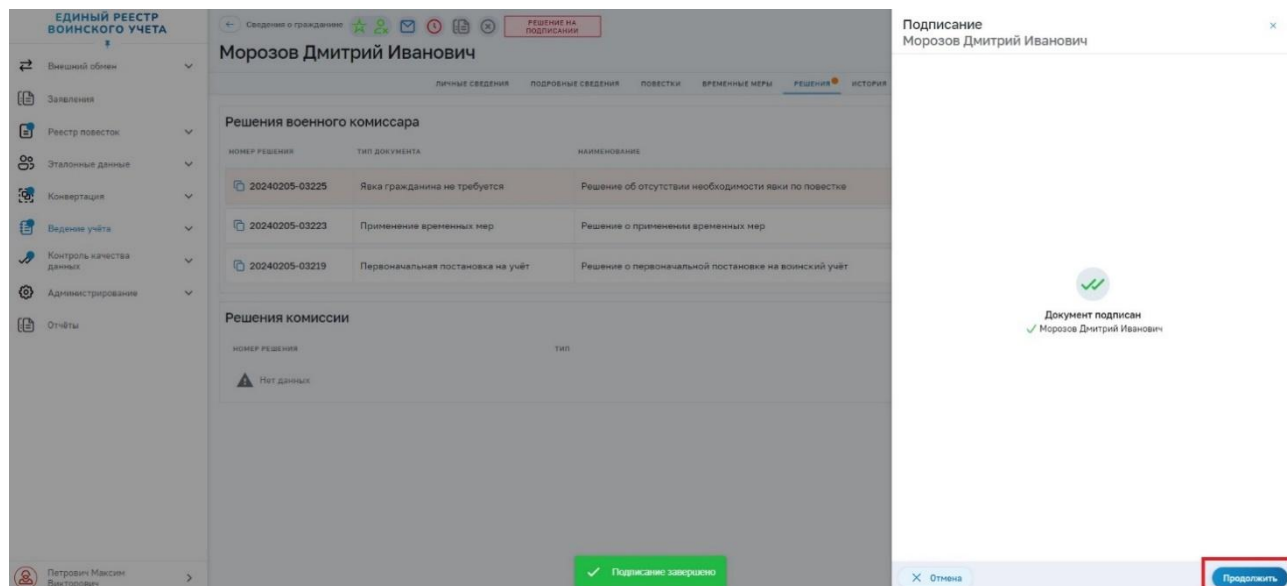 ЕДИНЫЙ РЕЕСТР
ВОИНСКОГО УЧЕТА
Внешний обмен
Заявления
Реестр повесток
Эталонные данные
Конвертация
Ведение учёта
Контроль качества
данных
Администрирование
Отчёты
Петрович Максим
Викторович
Сведения о гражданине
РЕШЕНИЕ НА
ПОДПИСАНИИ
Морозов Дмитрий Иванович
ЛИЧНЫЕ СВЕДЕНИЯ ПОДРОБНЫЕ СВЕДЕНИЯ ПОВЕСТКИ ВРЕМЕННЫЕ МЕРЫ РЕШЕНИЯ ИСТОРИЯ
Решения военного комиссара
НОМЕР РЕШЕНИЯ ТИП ДОКУМЕНТА НАИМЕНОВАНИЕ
20240205-03225 Явка гражданина не требуется Решение об отсутствии необходимости явки по повестке
20240205-03223 Применение временных мер Решение о применении временных мер
20240205-03219 Первоначальная постановка на учёт Решение о первоначальной постановке на воинский учёт
Решения комиссии
НОМЕР РЕШЕНИЯ ТИП
Нет данных
Подписание завершено
Подписание
Морозов Дмитрий Иванович
Документ подписан
Морозов Дмитрий Иванович
Отмена
Продолжить